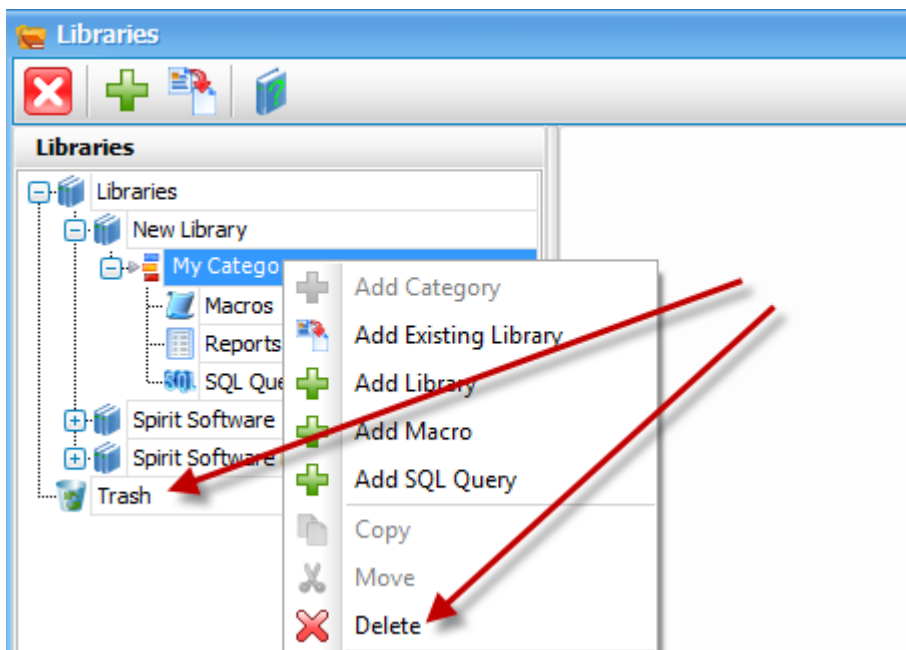 Libraries
Libraries
Libraries
New Library
My Catego
Macros
Reports
SQL Que
Spirit Software
Spirit Software
Trash
Add Category
Add Existing Library
Add Library
Add Macro
Add SQL Query
Copy
Move
Delete